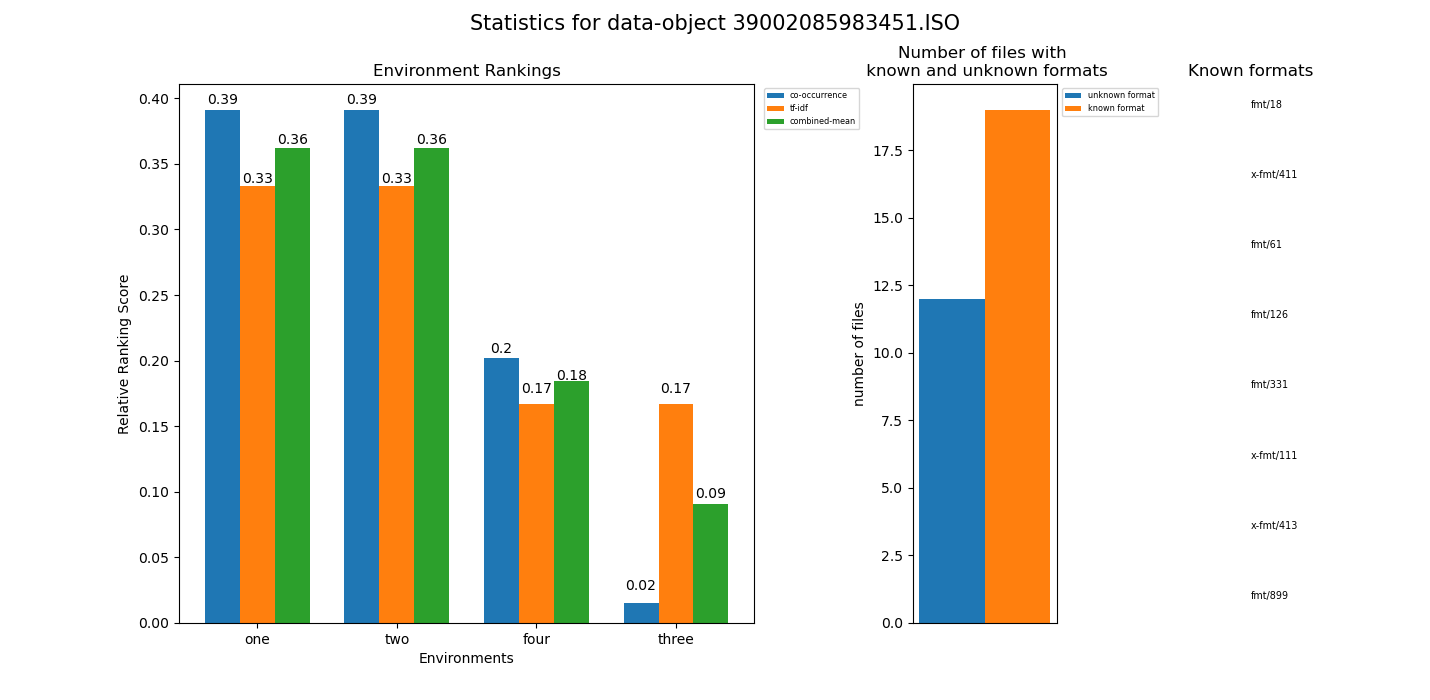 Statistics for data-object 39002085983451.ISO
Environment Rankings
Relative Ranking Score
0.40
0.35
0.30
0.25
0.20
0.15
0.10
0.05
0.00
0.39
0.33
0.36
0.39
0.33
0.36
0.2
0.17
0.18
0.02
0.17
0.09
one
two
four
three
Environments
co-occurrence
tf-idf
combined-mean
Number of files with
known and unknown formats
number of files
17.5
15.0
12.5
10.0
7.5
5.0
2.5
0.0
unknown format
known format
Known formats
fmt/18
x-fmt/411
fmt/61
fmt/126
fmt/331
x-fmt/111
x-fmt/413
fmt/899